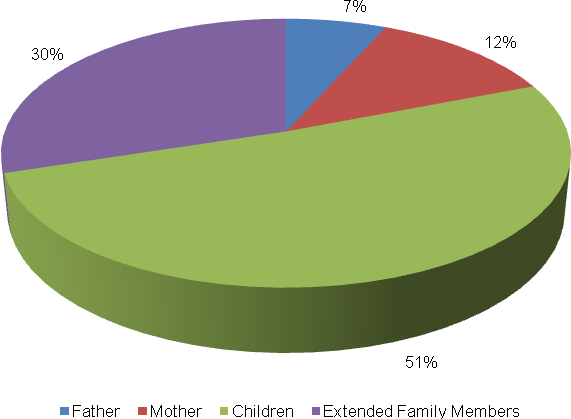 7%
12%
30%
51%
Father Mother Children Extended Family Members